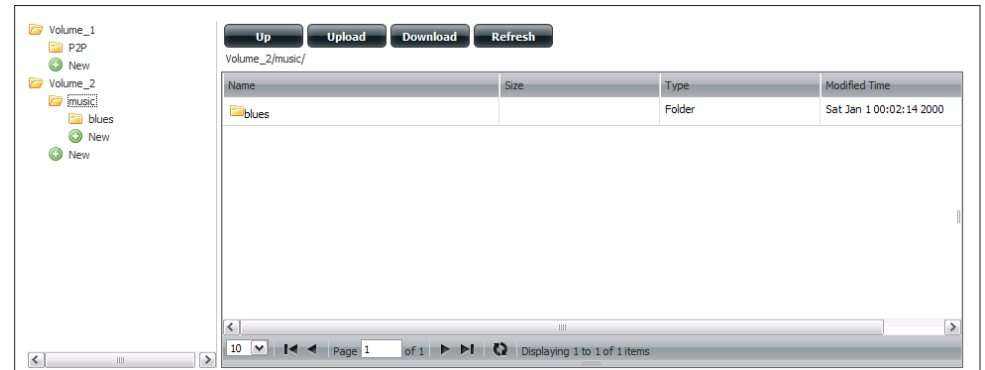 Volume_1
P2P
New
Volume_2
music
blues
New
New
Up Upload Download Refresh
Volume_2/music/
Name Size Type Modified Time
blues Folder Sat Jan 1 00:02:14 2000
10 Page 1 of 1 Displaying 1 to 1 of 1 items